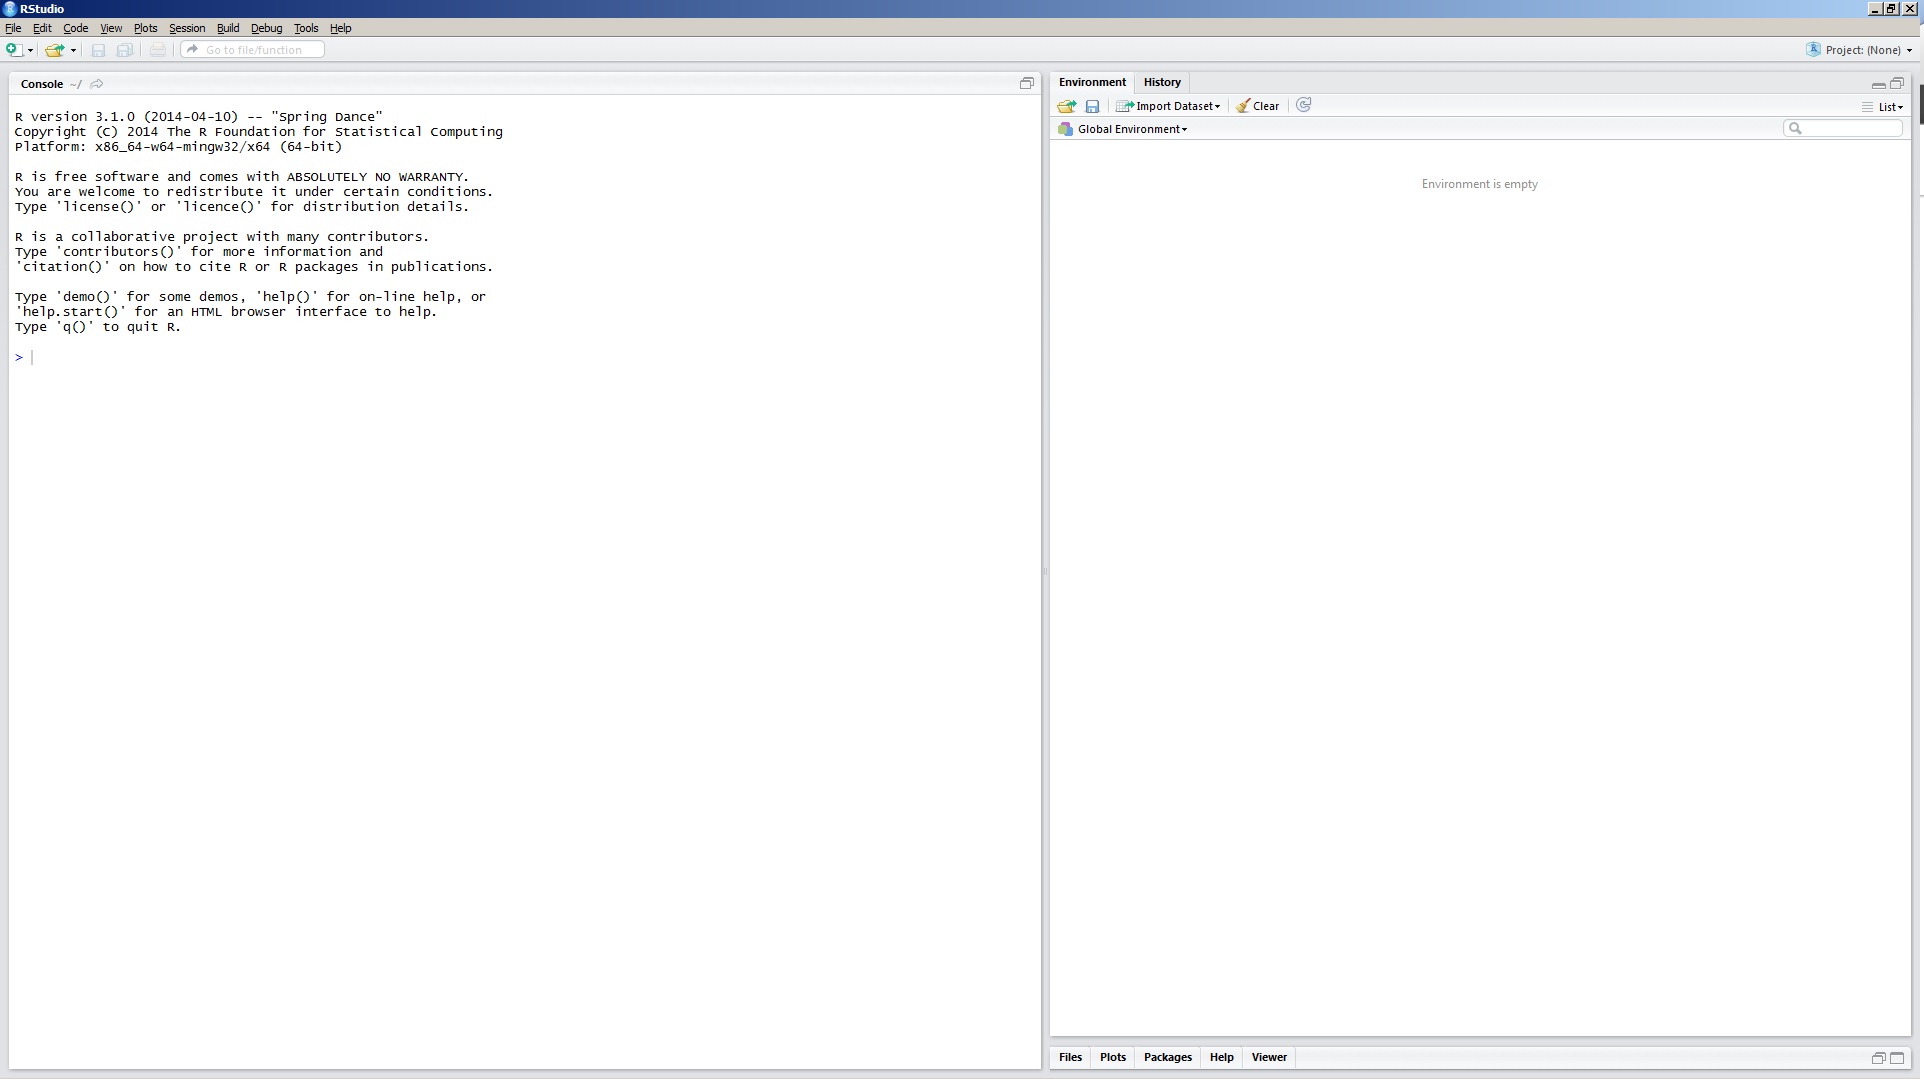 RStudio
File Edit Code View Plots Session Build Debug Tools Help
Go to file/function
Project: (None)
Console ~/
R version 3.1.0 (2014-04-10) -- "Spring Dance"
Copyright (C) 2014 The R Foundation for Statistical Computing
Platform: x86_64-w64-mingw32/x64 (64-bit)
R is free software and comes with ABSOLUTELY NO WARRANTY.
You are welcome to redistribute it under certain conditions.
Type 'license()' or 'licence()' for distribution details.
R is a collaborative project with many contributors.
Type 'contributors()' for more information and
'citation()' on how to cite R or R packages in publications.
Type 'demo()' for some demos, 'help()' for on-line help, or
'help.start()' for an HTML browser interface to help.
Type 'q()' to quit R.
>
Environment History
Import Dataset Clear List
Global Environment
Environment is empty
Files Plots Packages Help Viewer